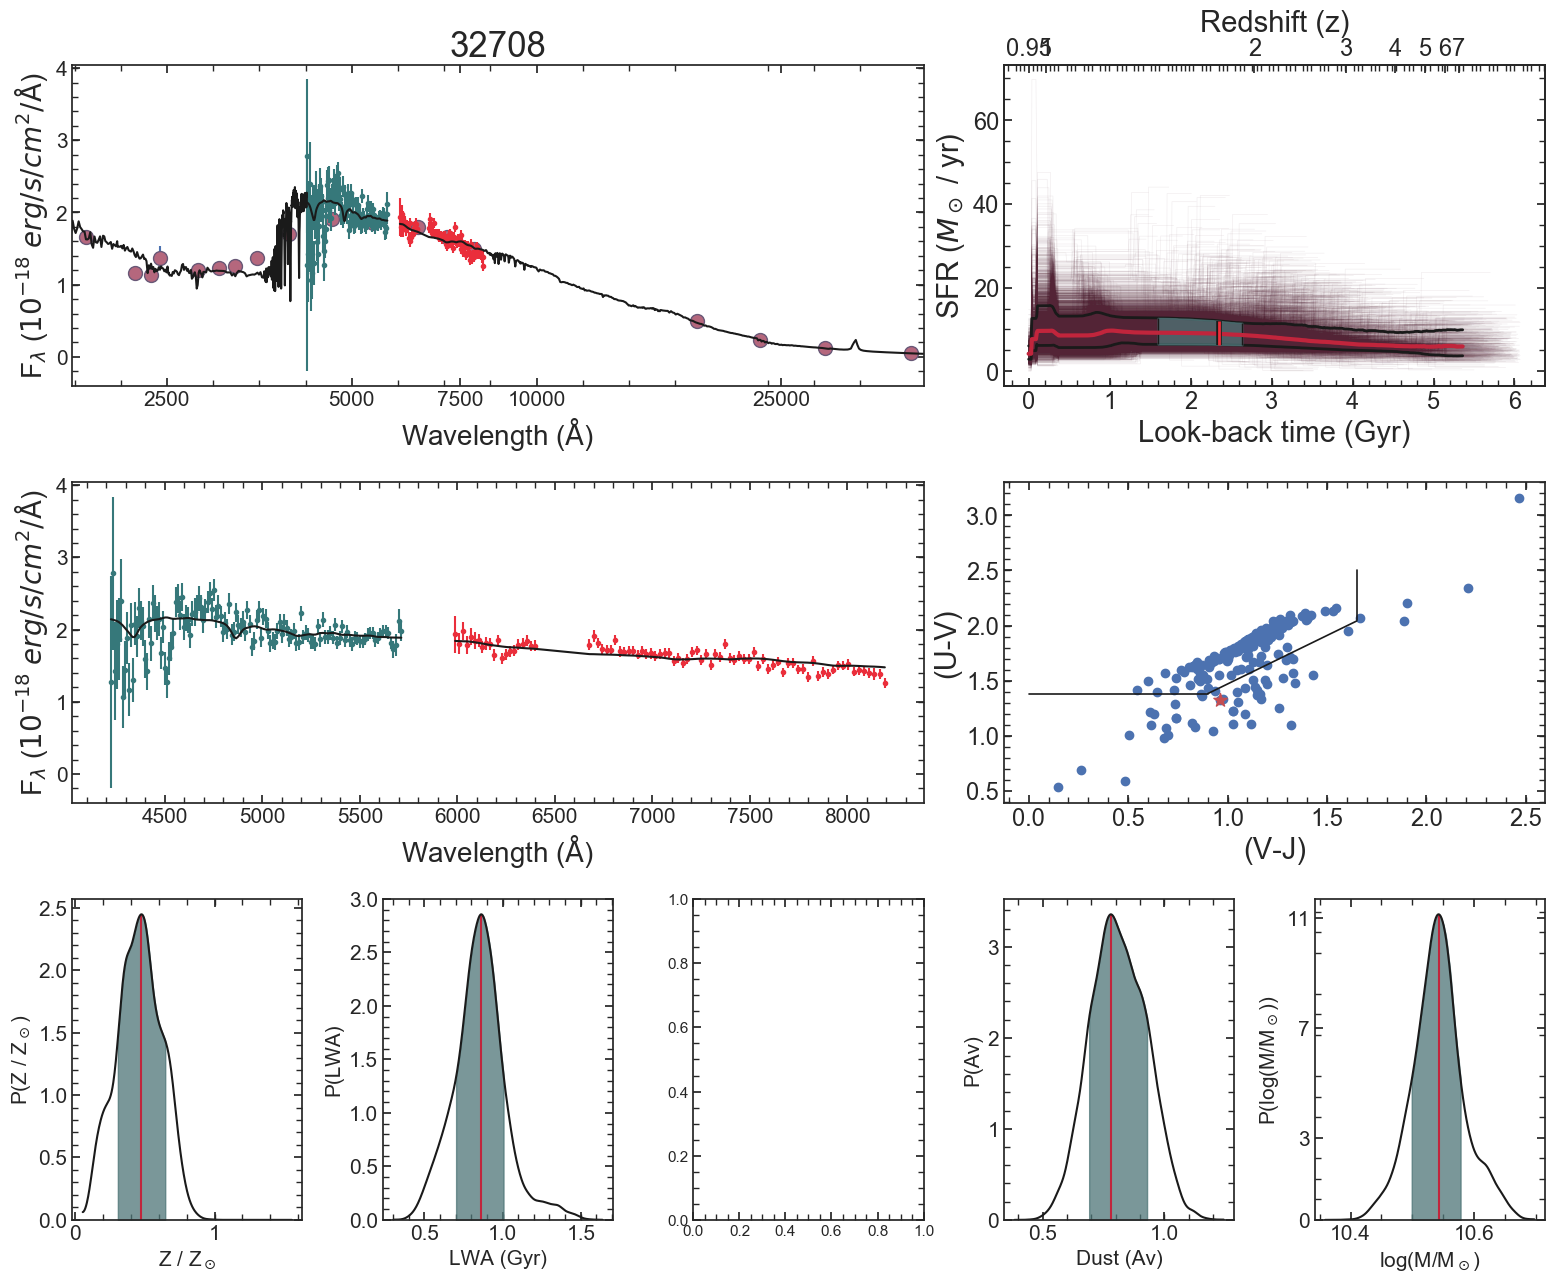 32708
F_λ (10^−18 erg/s/cm^2/Å)
4
3
2
1
0
2500 5000 7500 10000 25000
Wavelength (Å)
Redshift (z)
0.95 1 2 3 4 5 6 7
SFR (M_⊙ / yr)
60
40
20
0
0 1 2 3 4 5 6
Look-back time (Gyr)
F_λ (10^−18 erg/s/cm^2/Å)
4
3
2
1
0
4500 5000 5500 6000 6500 7000 7500 8000
Wavelength (Å)
(U-V)
3.0
2.5
2.0
1.5
1.0
0.5
0.0 0.5 1.0 1.5 2.0 2.5
(V-J)
P(Z / Z_⊙)
2.5
2.0
1.5
1.0
0.5
0.0
0 1
Z / Z_⊙
P(LWA)
3.0
2.5
2.0
1.5
1.0
0.5
0.0
0.5 1.0 1.5
LWA (Gyr)
1.0
0.8
0.6
0.4
0.2
0.0
0.0 0.2 0.4 0.6 0.8 1.0
P(Av)
3
2
1
0
0.5 1.0
Dust (Av)
P(log(M/M_⊙))
11
7
3
0
10.4 10.6
log(M/M_⊙)